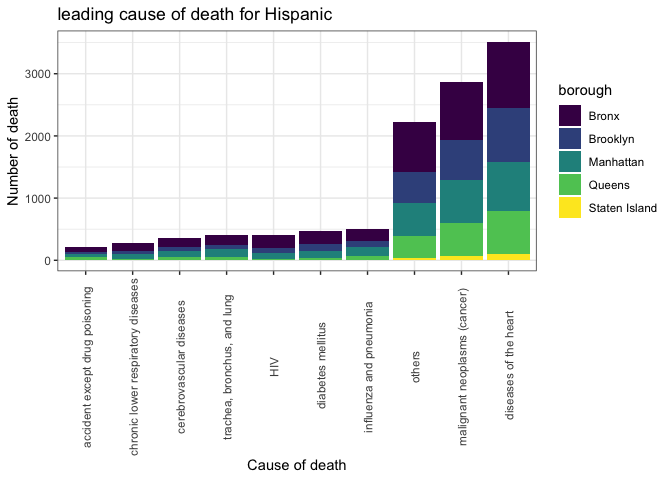 leading cause of death for Hispanic
Number of death
3000
2000
1000
0
accident except drug poisoning
chronic lower respiratory diseases
cerebrovascular diseases
trachea, bronchus, and lung
HIV
diabetes mellitus
influenza and pneumonia
others
malignant neoplasms (cancer)
diseases of the heart
Cause of death
borough
Bronx
Brooklyn
Manhattan
Queens
Staten Island